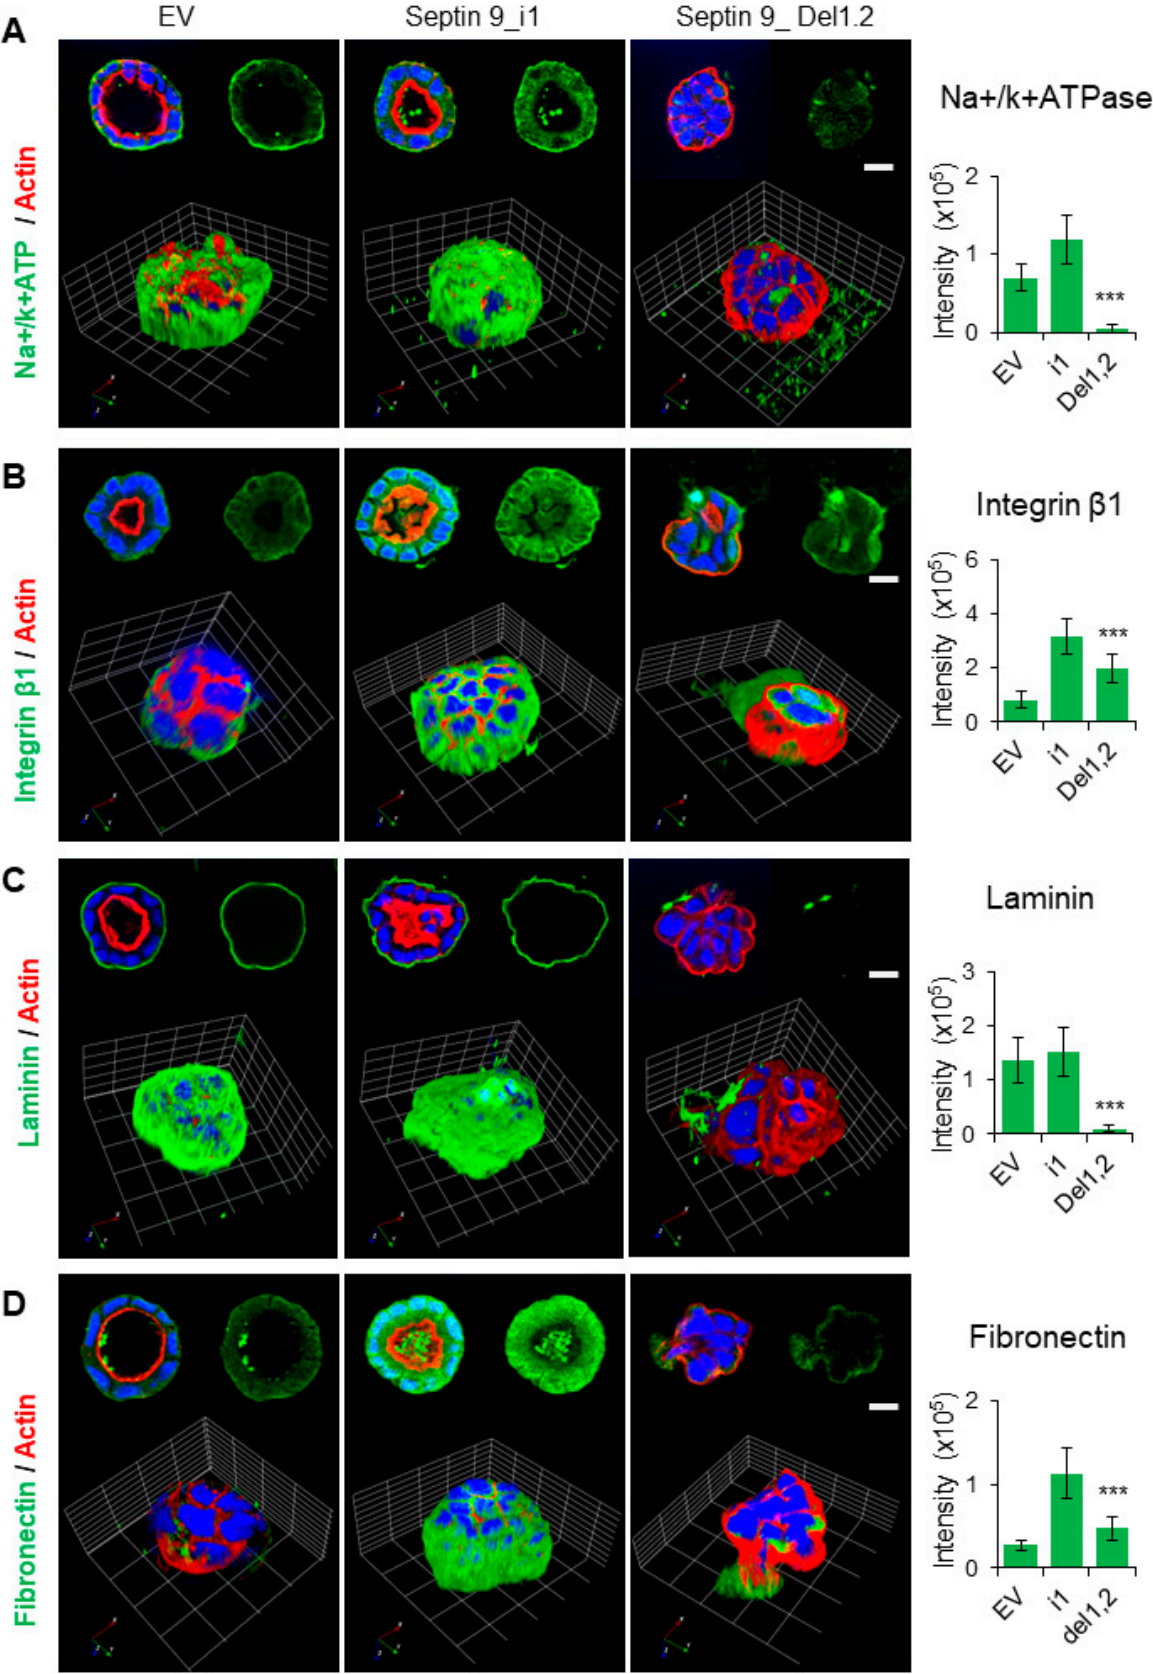 EV
Septin 9_i1
Septin 9_ Del1.2
A
Na+/k+ATP / Actin
Na+/k+ATPase
Intensity (x10⁵)
2
1
0
***
EV
i1
Del1,2
B
Integrin β1 / Actin
Integrin β1
Intensity (x10⁵)
6
4
2
0
***
EV
i1
Del1,2
C
Laminin / Actin
Laminin
Intensity (x10⁵)
3
2
1
0
***
EV
i1
Del1,2
D
Fibronectin / Actin
Fibronectin
Intensity (x10⁵)
2
1
0
***
EV
i1
del1,2